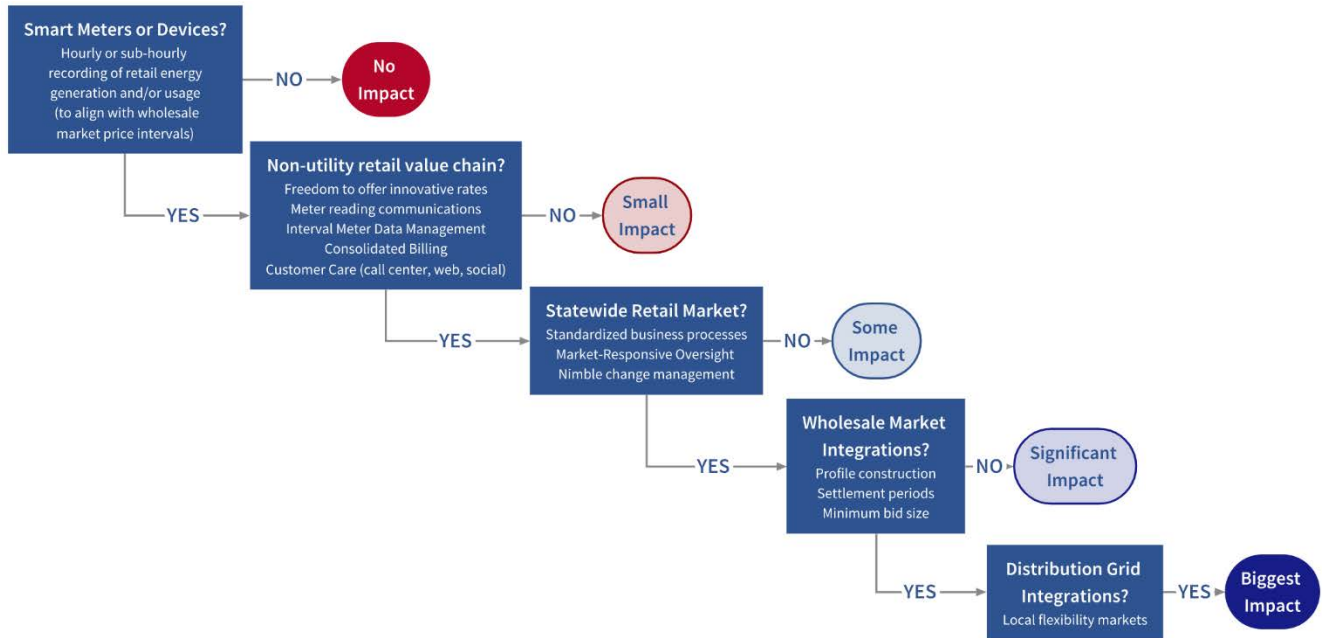 Smart Meters or Devices?
Hourly or sub-hourly
recording of retail energy
generation and/or usage
(to align with wholesale
market price intervals)
NO
No
Impact
YES
Non-utility retail value chain?
Freedom to offer innovative rates
Meter reading communications
Interval Meter Data Management
Consolidated Billing
Customer Care (call center, web, social)
NO
Small
Impact
YES
Statewide Retail Market?
Standardized business processes
Market-Responsive Oversight
Nimble change management
NO
Some
Impact
YES
Wholesale Market
Integrations?
Profile construction
Settlement periods
Minimum bid size
NO
Significant
Impact
YES
Distribution Grid
Integrations?
Local flexibility markets
YES
Biggest
Impact